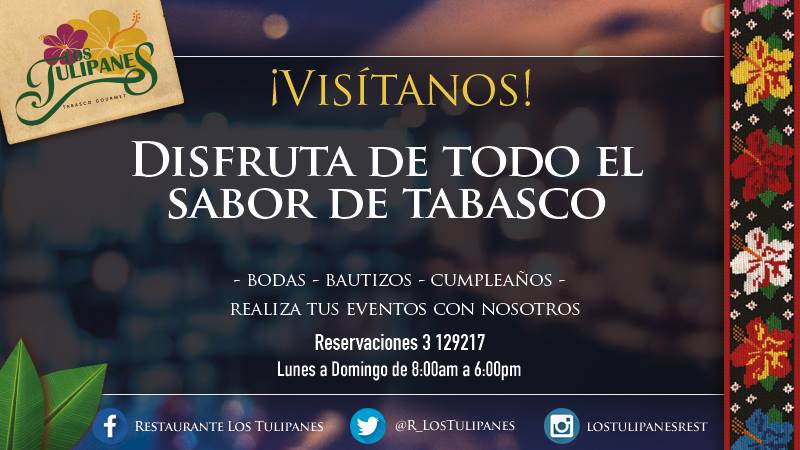 LOS
TULIPANES
TABASCO GOURMET
¡VISÍTANOS!
DISFRUTA DE TODO EL
SABOR DE TABASCO
- BODAS - BAUTIZOS - CUMPLEAÑOS -
REALIZA TUS EVENTOS CON NOSOTROS
Reservaciones 3 129217
Lunes a Domingo de 8:00am a 6:00pm
RESTAURANTE LOS TULIPANES
@R_LOSTULIPANES
LOSTULIPANESREST